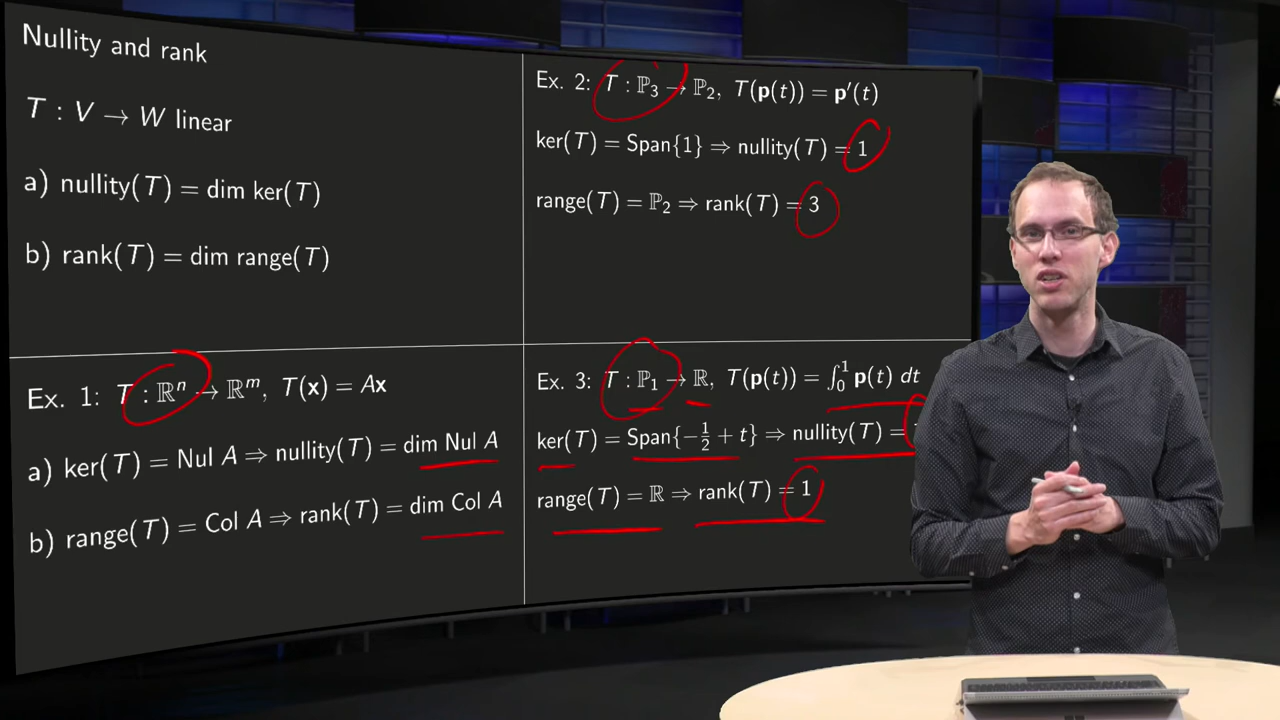 Nullity and rank
T : V → W linear
a) nullity(T) = dim ker(T)
b) rank(T) = dim range(T)
Ex. 1: T : ℝⁿ → ℝᵐ, T(x) = Ax
a) ker(T) = Nul A ⇒ nullity(T) = dim Nul A
b) range(T) = Col A ⇒ rank(T) = dim Col A
Ex. 2: T : ℙ₃ → ℙ₂, T(p(t)) = p′(t)
ker(T) = Span{1} ⇒ nullity(T) = 1
range(T) = ℙ₂ ⇒ rank(T) = 3
Ex. 3: T : ℙ₁ → ℝ, T(p(t)) = ∫₀¹ p(t) dt
ker(T) = Span{−½ + t} ⇒ nullity(T) =
range(T) = ℝ ⇒ rank(T) = 1